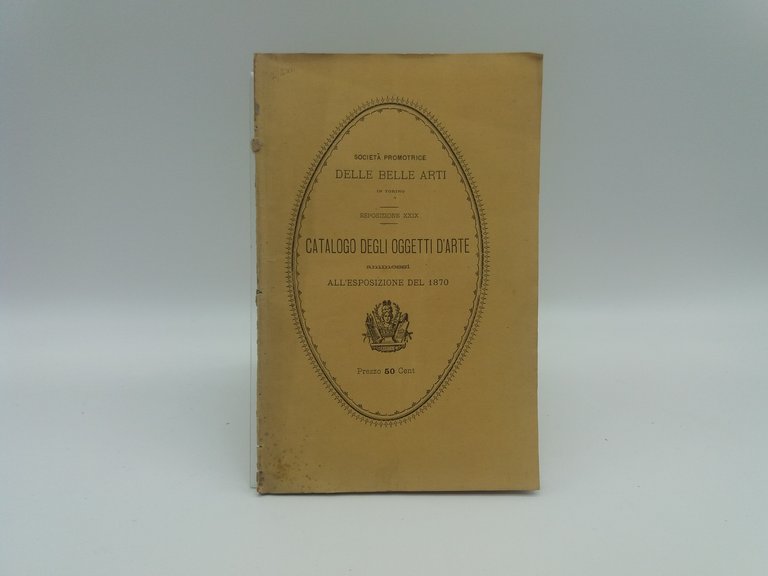 SOCIETÀ PROMOTRICE
DELLE BELLE ARTI
IN TORINO
ESPOSIZIONE XXIX
CATALOGO DEGLI OGGETTI D'ARTE
ammessi
ALL'ESPOSIZIONE DEL 1870
Prezzo 50 Cent